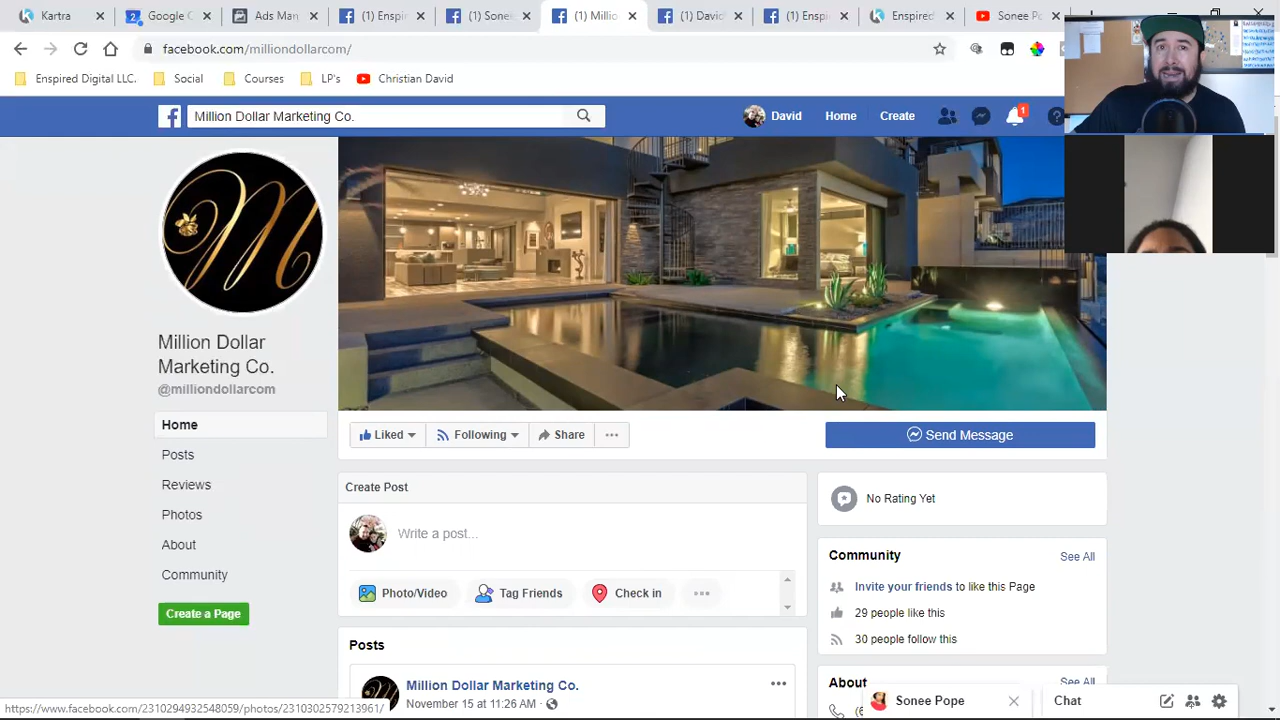 Kartra
Google C
Ads Man
(1) Enspi
(1) Sone
(1) Millio
(1) David
(1) Enspi
Enspired
Sonee Po
facebook.com/milliondollarcom/
Enspired Digital LLC.
Social
Courses
LP's
Christian David
Million Dollar Marketing Co.
David
Home
Create
1
Million Dollar
Marketing Co.
@milliondollarcom
Home
Posts
Reviews
Photos
About
Community
Create a Page
Liked
Following
Share
Send Message
Create Post
Write a post...
Photo/Video
Tag Friends
Check in
Posts
Million Dollar Marketing Co.
November 15 at 11:26 AM
No Rating Yet
Community
See All
Invite your friends to like this Page
29 people like this
30 people follow this
About
See All
Sonee Pope
Chat
https://www.facebook.com/2310294932548059/photos/2310302579213961/